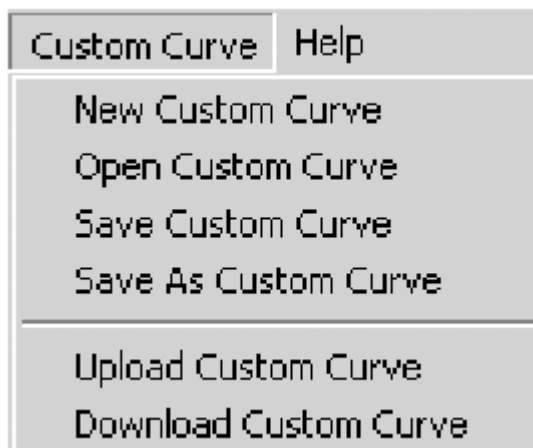 Custom Curve Help
New Custom Curve
Open Custom Curve
Save Custom Curve
Save As Custom Curve
Upload Custom Curve
Download Custom Curve